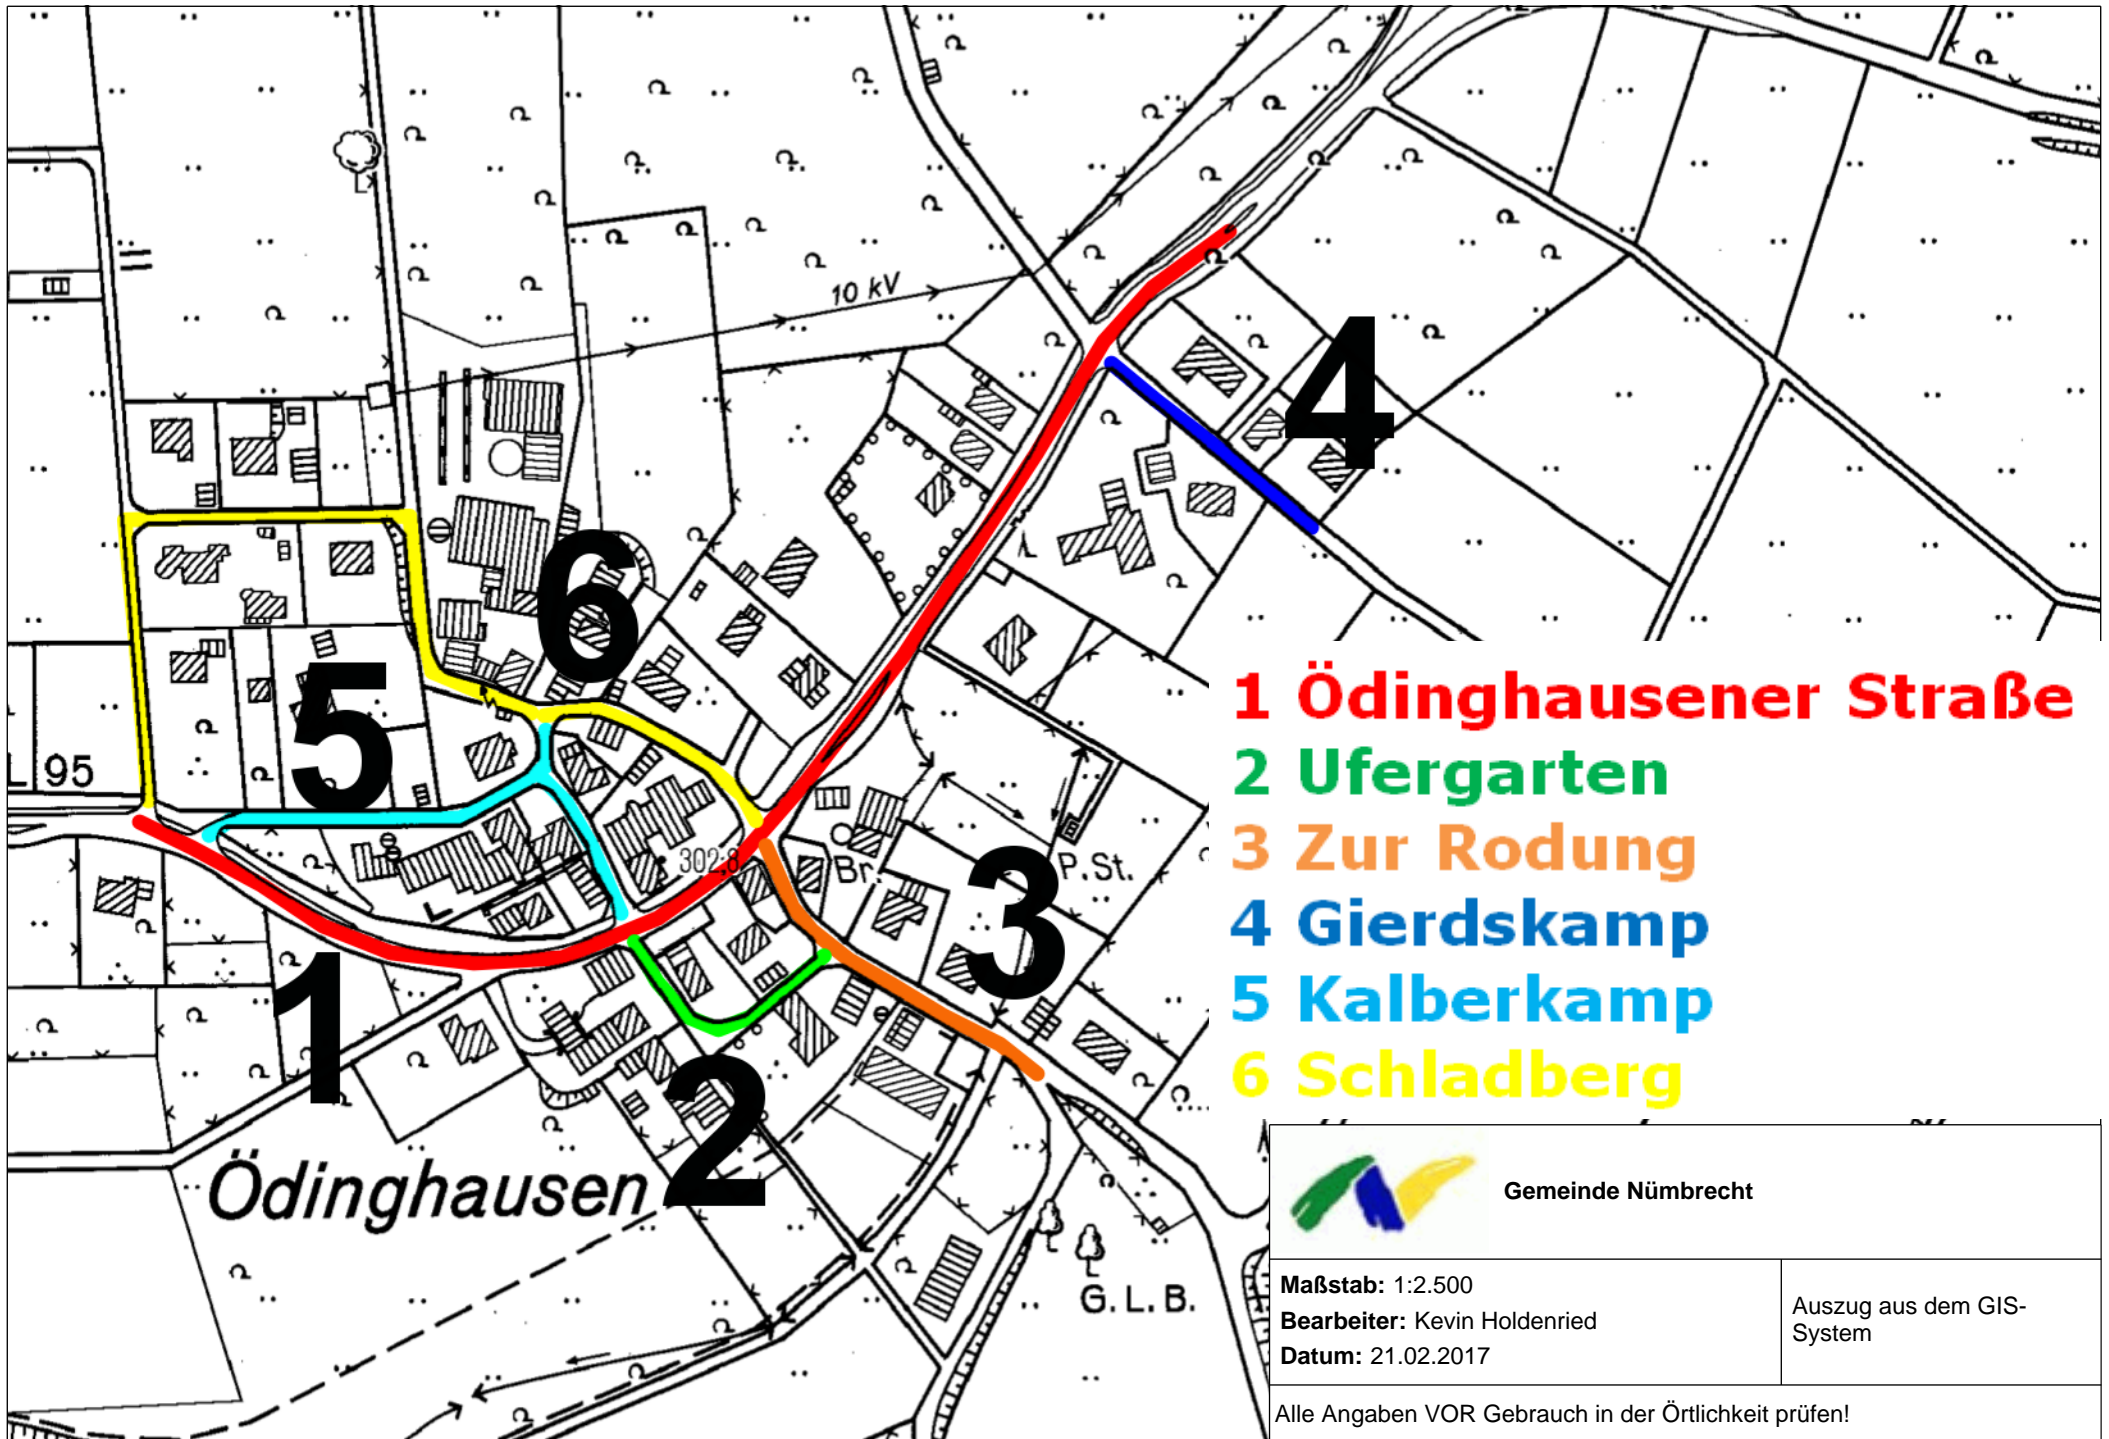 10 kV
4
6
5
L 95
302,8
Br.
P.St.
3
1
2
Ödinghausen
G.L.B.
1 Ödinghausener Straße
2 Ufergarten
3 Zur Rodung
4 Gierdskamp
5 Kalberkamp
6 Schladberg
Gemeinde Nümbrecht
Maßstab: 1:2.500
Bearbeiter: Kevin Holdenried
Datum: 21.02.2017
Auszug aus dem GIS-
System
Alle Angaben VOR Gebrauch in der Örtlichkeit prüfen!